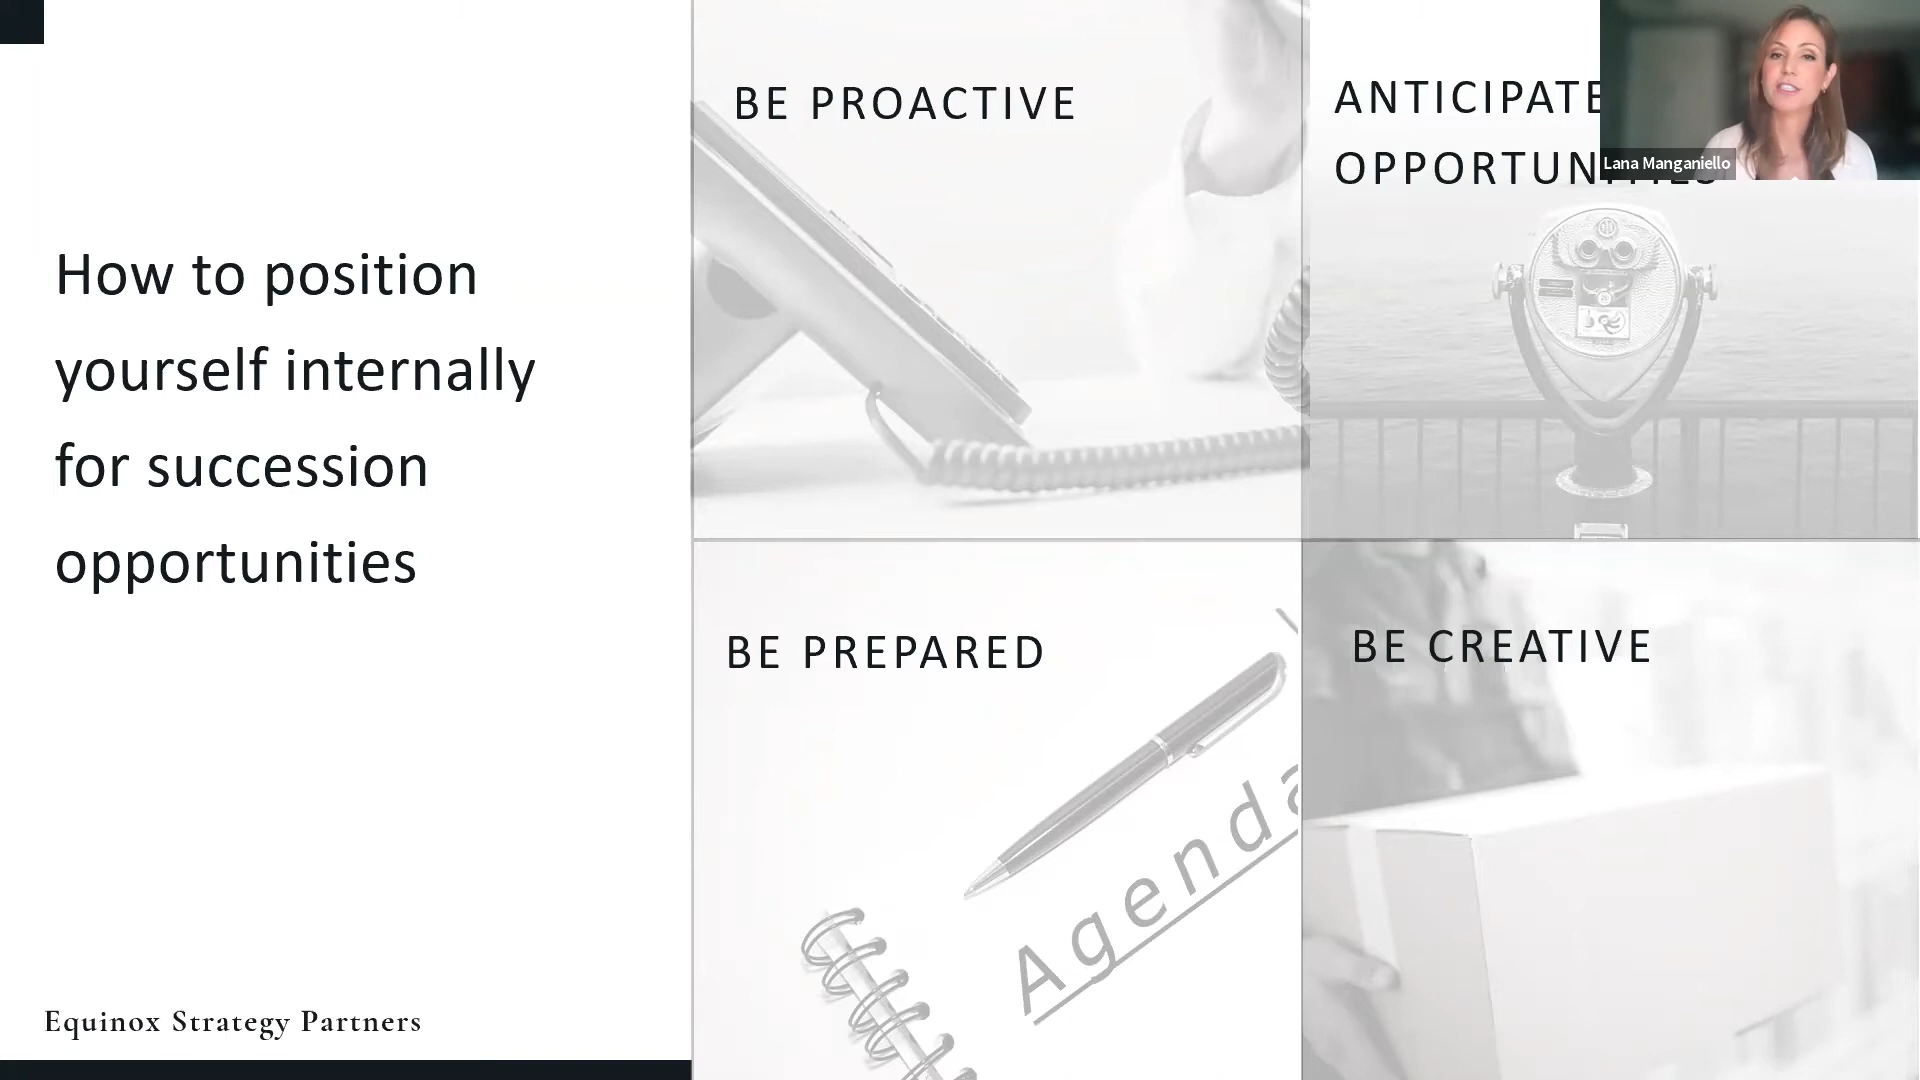 How to position
yourself internally
for succession
opportunities
BE PROACTIVE
ANTICIPATE
Lana Manganiello
BE PREPARED
Agenda
BE CREATIVE
Equinox Strategy Partners